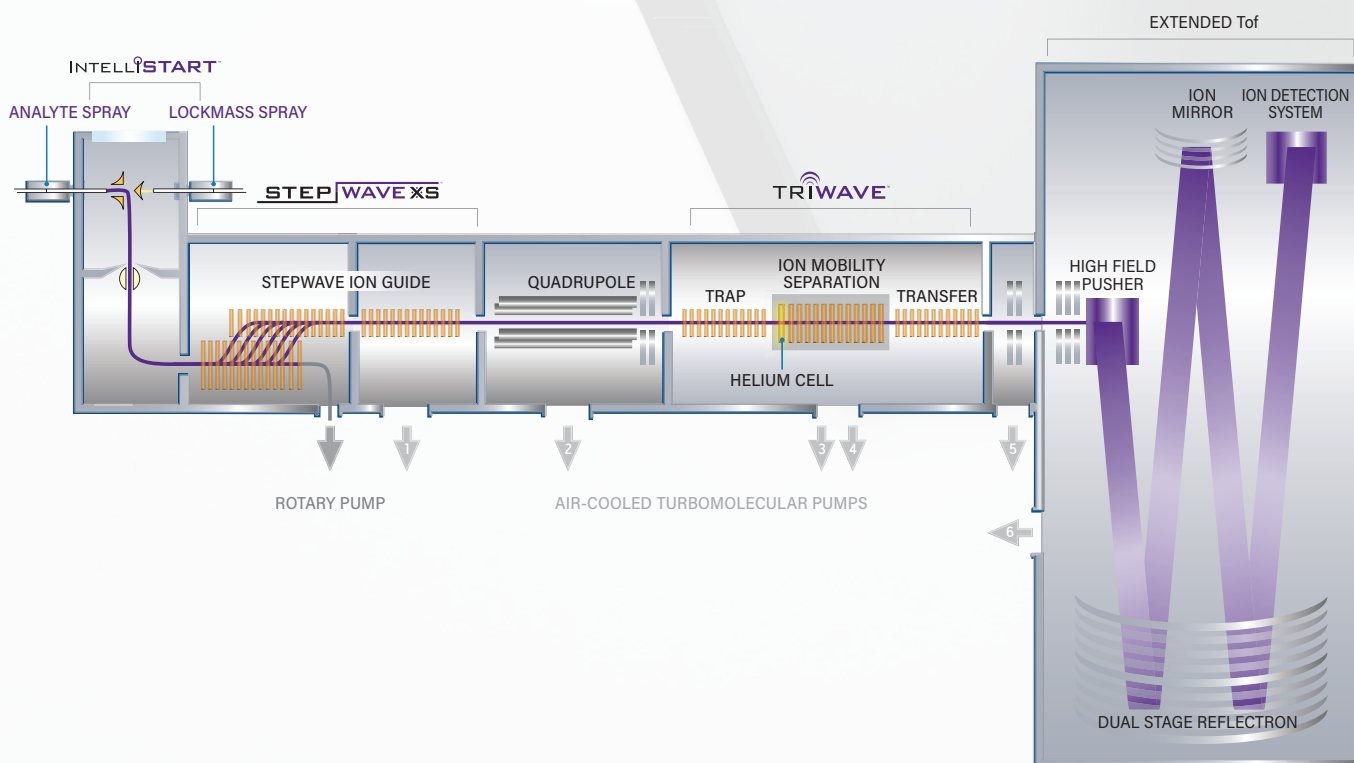 EXTENDED Tof
INTELLISTART™
ANALYTE SPRAY
LOCKMASS SPRAY
ION
MIRROR
ION DETECTION
SYSTEM
STEPWAVE XS
TRIWAVE™
STEPWAVE ION GUIDE
QUADRUPOLE
ION MOBILITY
SEPARATION
TRAP
TRANSFER
HIGH FIELD
PUSHER
HELIUM CELL
1
2
3
4
5
ROTARY PUMP
AIR-COOLED TURBOMOLECULAR PUMPS
6
DUAL STAGE REFLECTRON